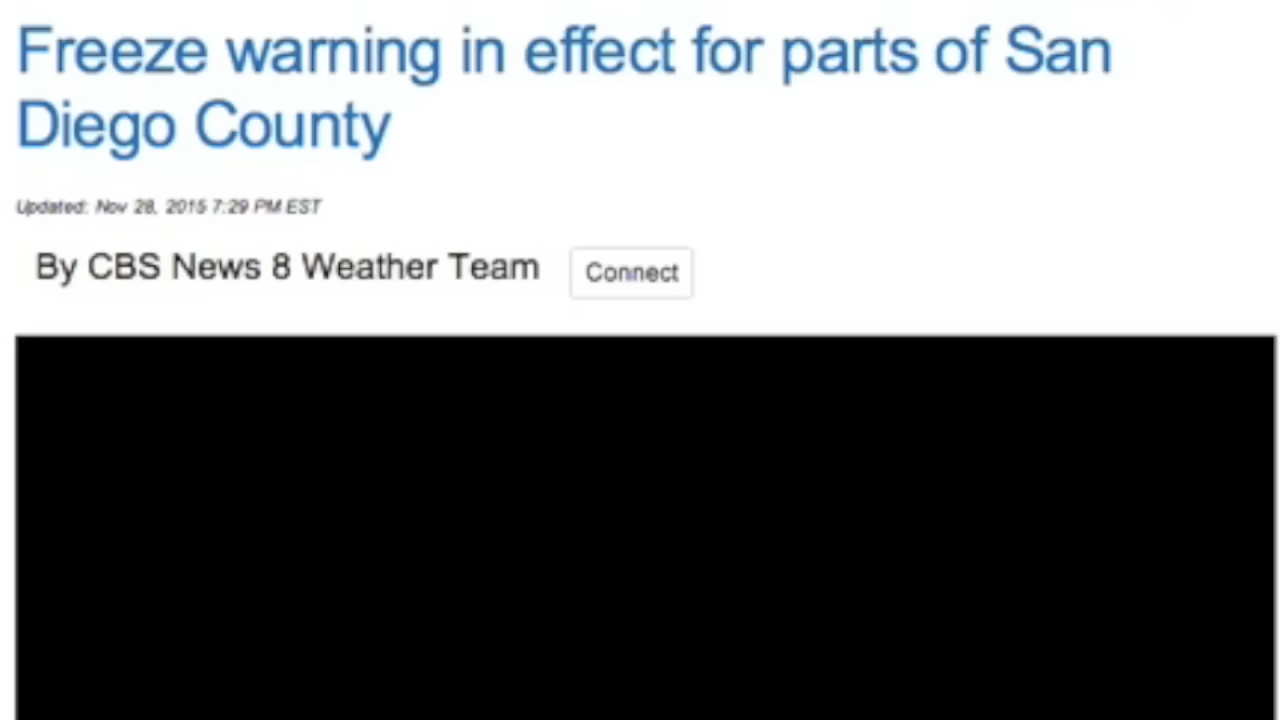 Freeze warning in effect for parts of San
Diego County
Updated: Nov 28, 2015 7:29 PM EST
By CBS News 8 Weather Team
Connect